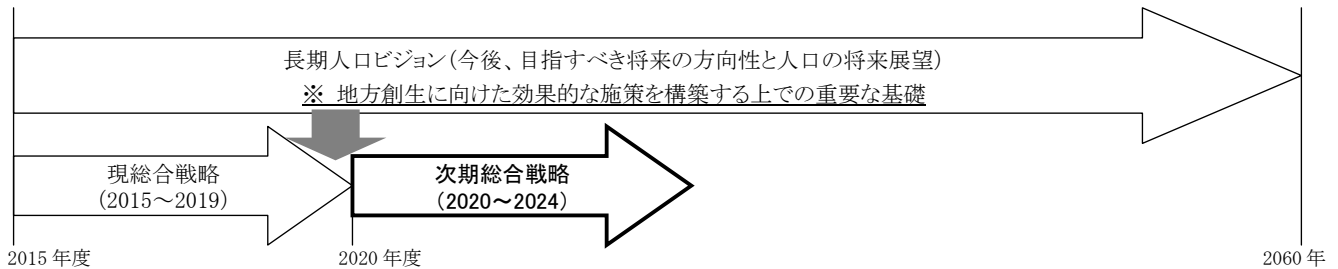 長期人口ビジョン(今後、目指すべき将来の方向性と人口の将来展望)
※ 地方創生に向けた効果的な施策を構築する上での重要な基礎
現総合戦略
(2015～2019)
次期総合戦略
(2020～2024)
2015 年度
2020 年度
2060 年